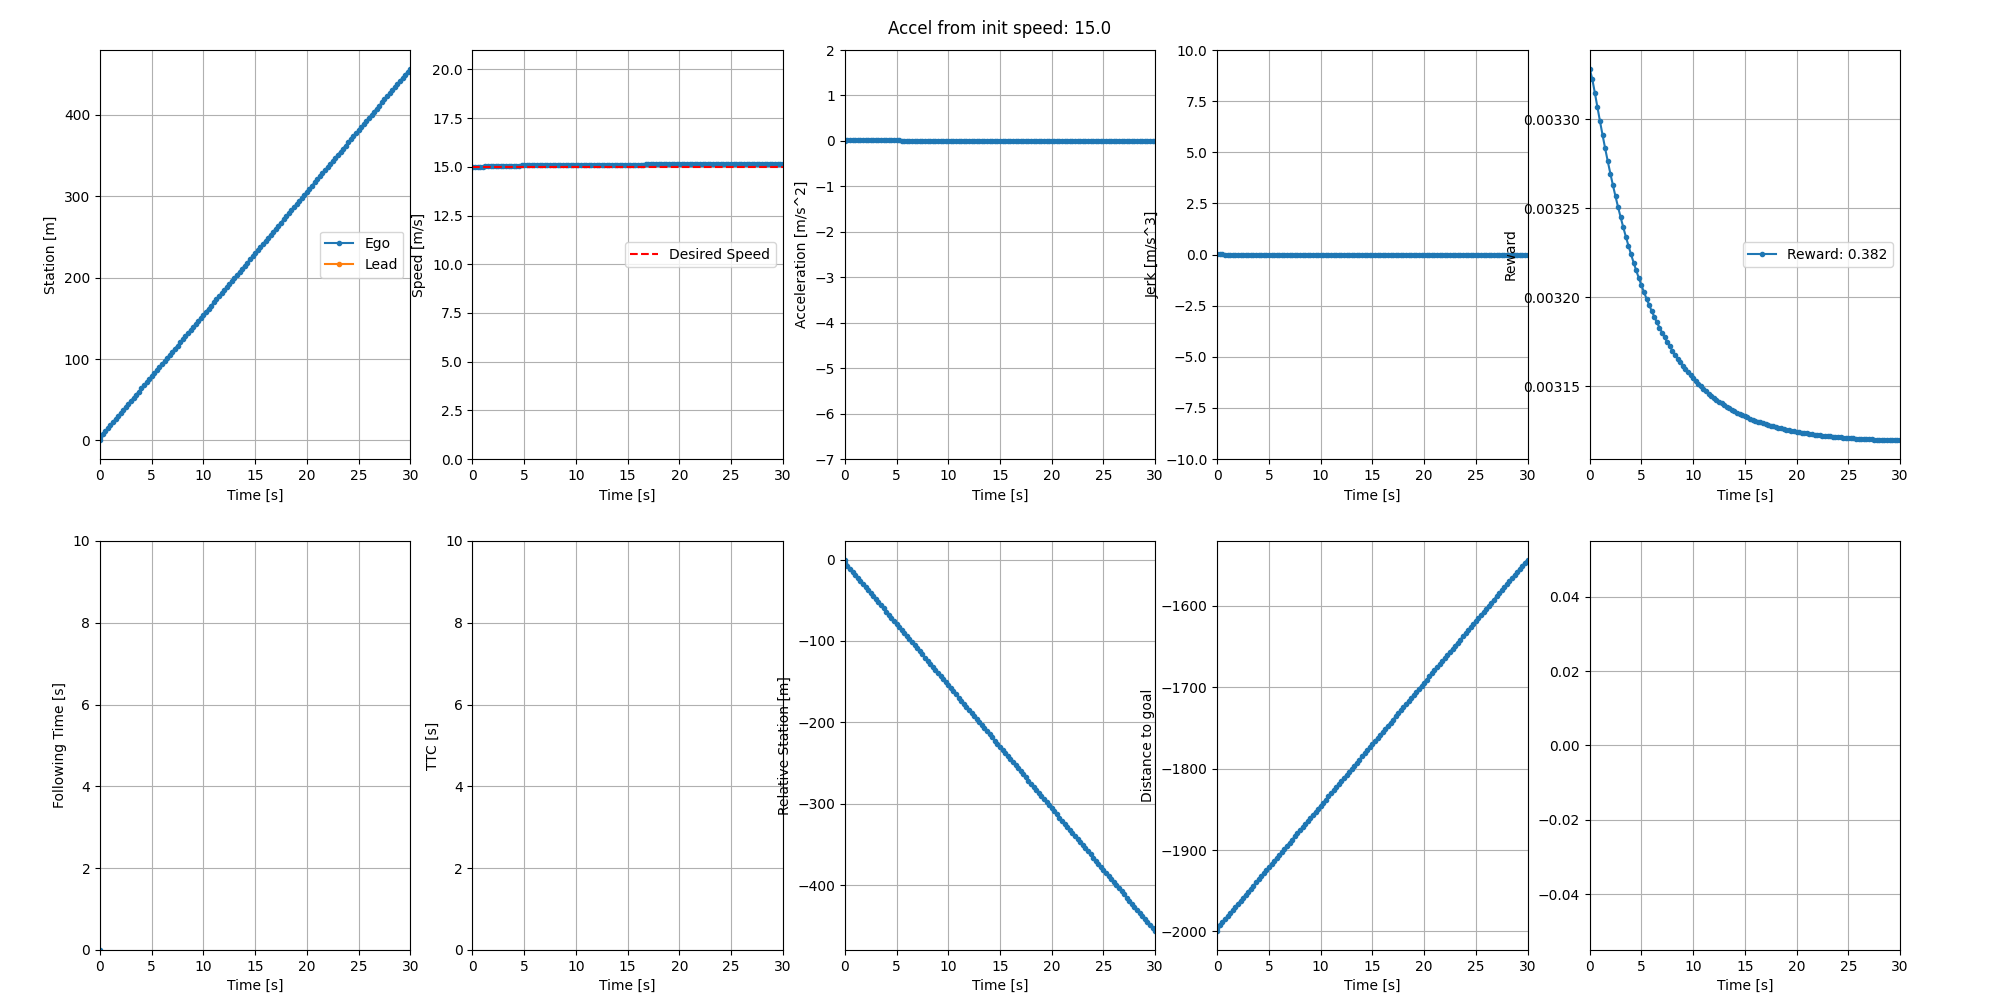 Accel from init speed: 15.0
Station [m]
400
300
200
100
0
0 5 10 15 20 25 30
Time [s]
Ego
Lead
Speed [m/s]
20.0
17.5
15.0
12.5
10.0
7.5
5.0
2.5
0.0
0 5 10 15 20 25 30
Time [s]
Desired Speed
Acceleration [m/s^2]
2
1
0
−1
−2
−3
−4
−5
−6
−7
0 5 10 15 20 25 30
Time [s]
Jerk [m/s^3]
10.0
7.5
5.0
2.5
0.0
−2.5
−5.0
−7.5
−10.0
0 5 10 15 20 25 30
Time [s]
Reward
0.00330
0.00325
0.00320
0.00315
0 5 10 15 20 25 30
Time [s]
Reward: 0.382
Following Time [s]
10
8
6
4
2
0
0 5 10 15 20 25 30
Time [s]
TTC [s]
10
8
6
4
2
0
0 5 10 15 20 25 30
Time [s]
Relative Station [m]
0
−100
−200
−300
−400
0 5 10 15 20 25 30
Time [s]
Distance to goal
−1600
−1700
−1800
−1900
−2000
0 5 10 15 20 25 30
Time [s]
0.04
0.02
0.00
−0.02
−0.04
0 5 10 15 20 25 30
Time [s]